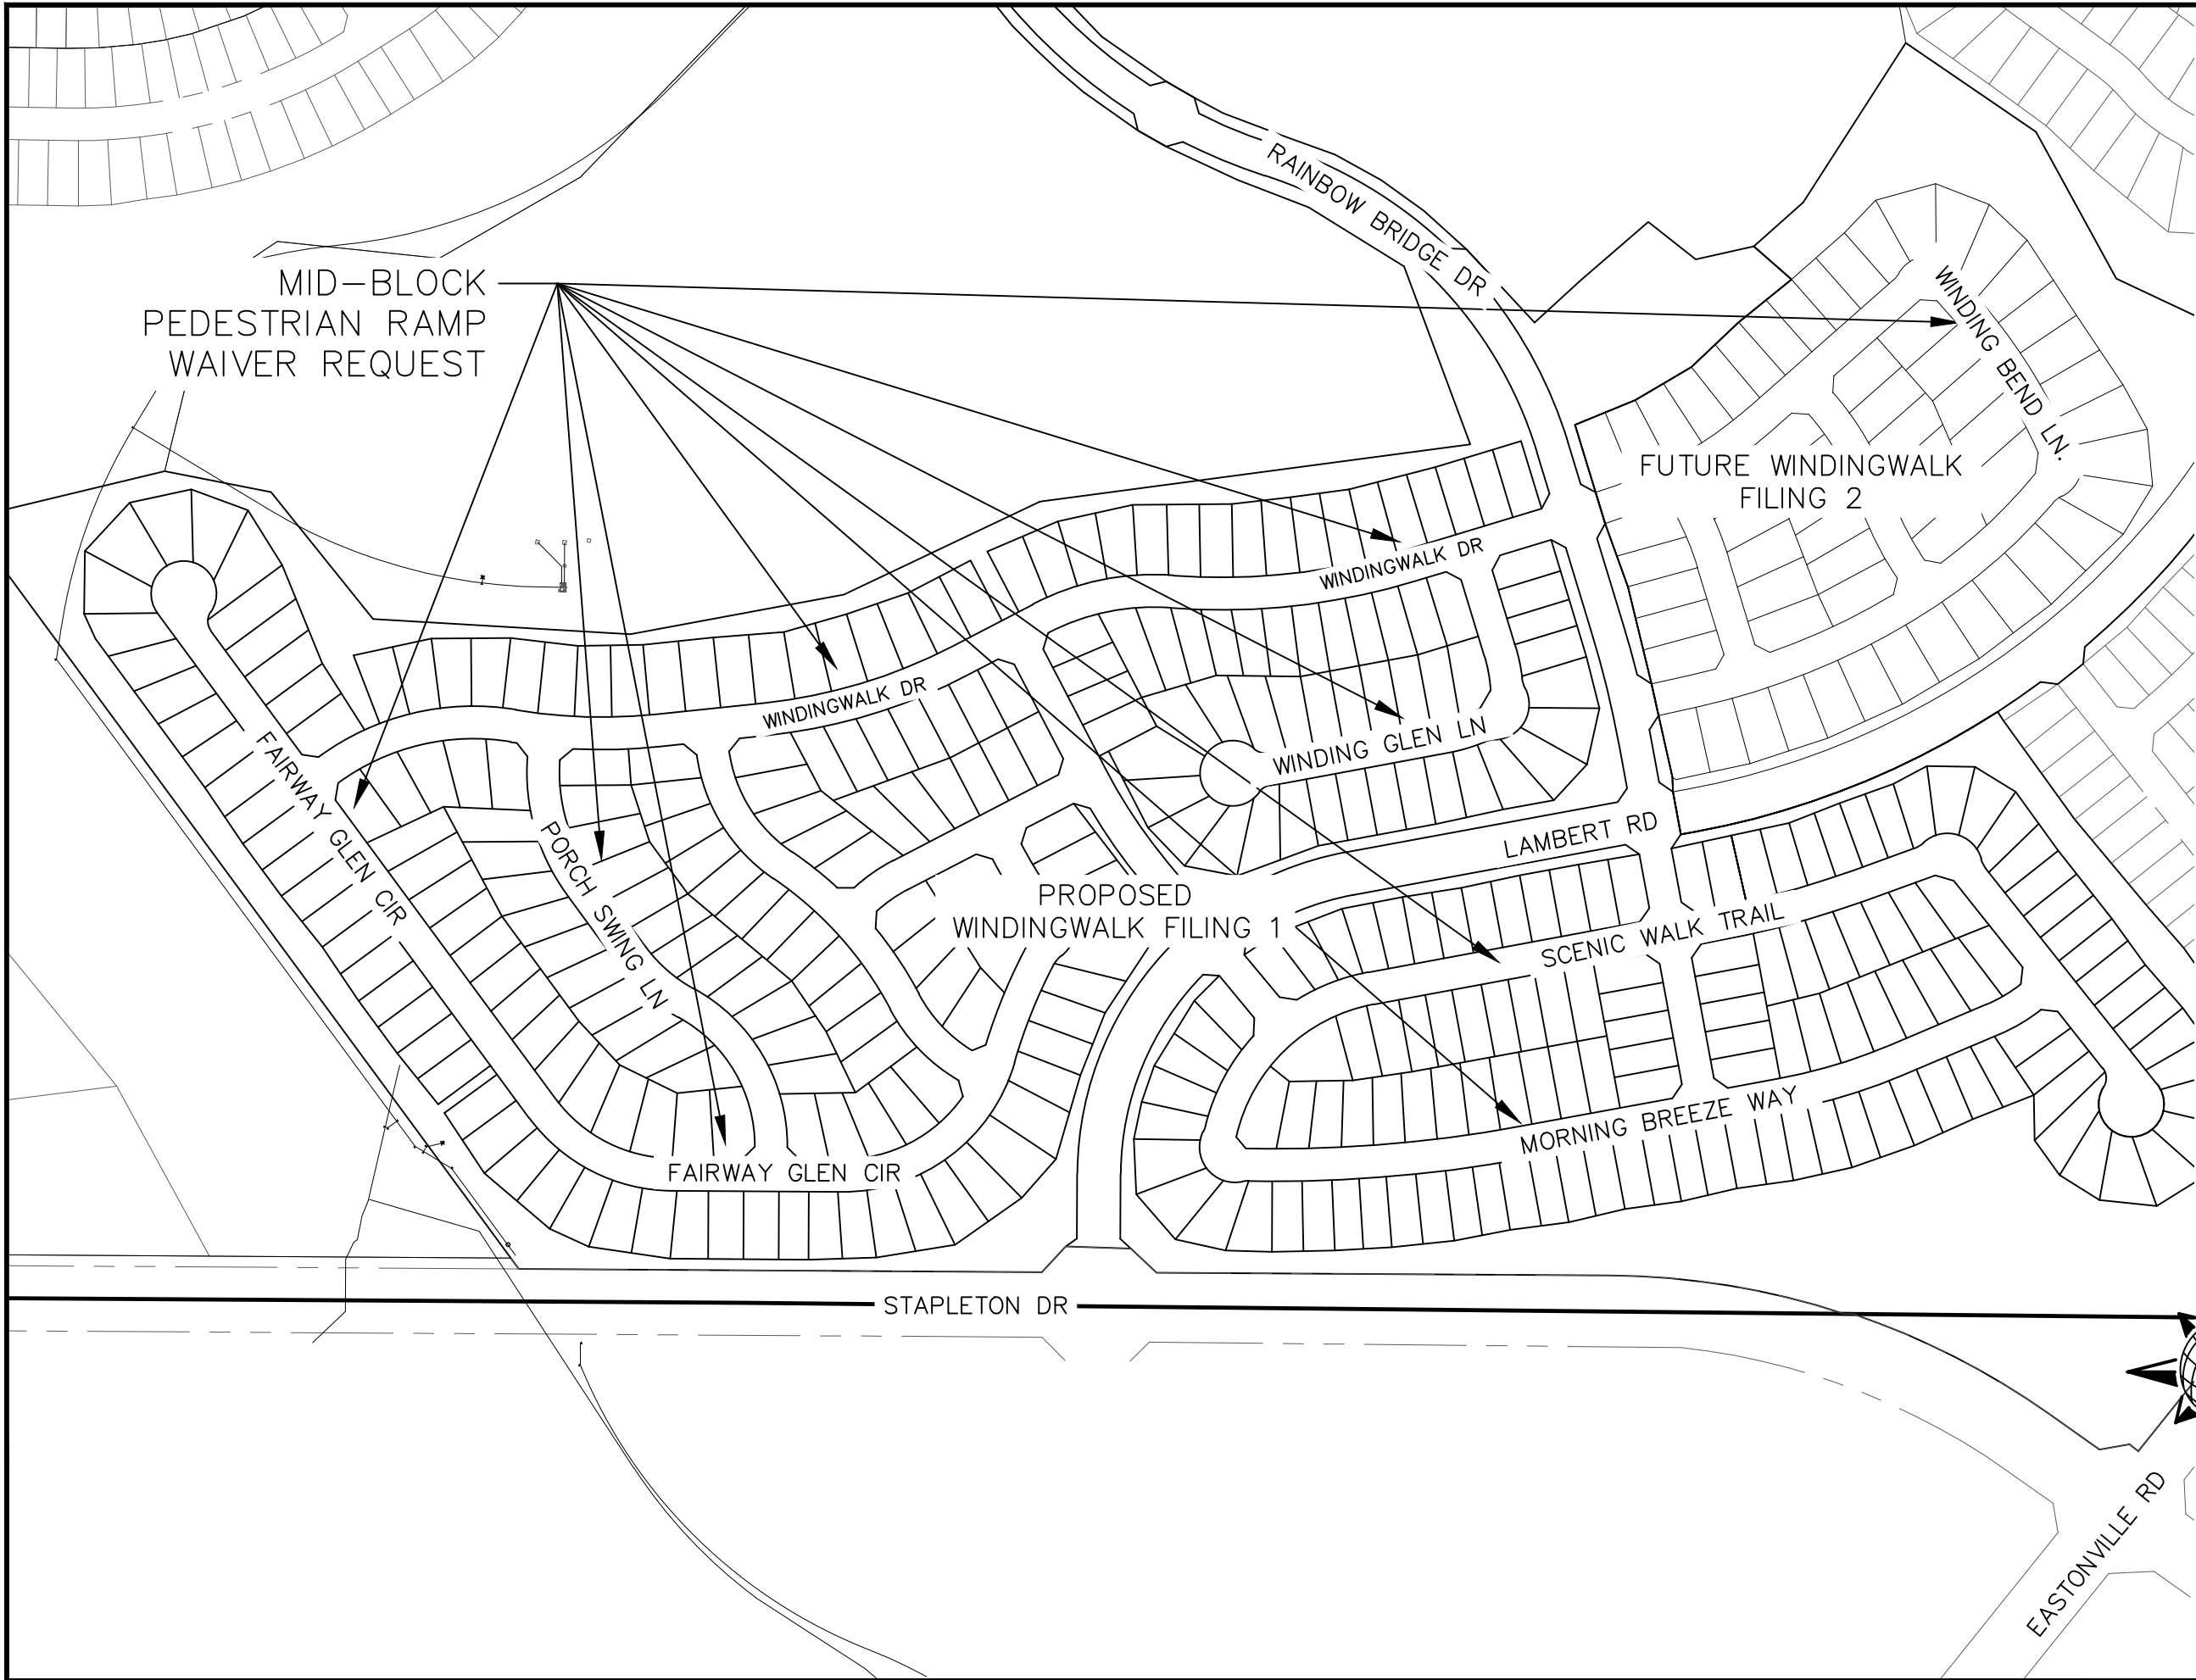 RAINBOW BRIDGE DR
MID-BLOCK
PEDESTRIAN RAMP
WAIVER REQUEST
WINDING BEND LN.
FUTURE WINDINGWALK
FILING 2
WINDINGWALK DR
WINDINGWALK DR
WINDING GLEN LN
FAIRWAY GLEN CIR
PORCH SWING LN
LAMBERT RD
PROPOSED
WINDINGWALK FILING 1
SCENIC WALK TRAIL
MORNING BREEZE WAY
FAIRWAY GLEN CIR
STAPLETON DR
EASTONVILLE RD